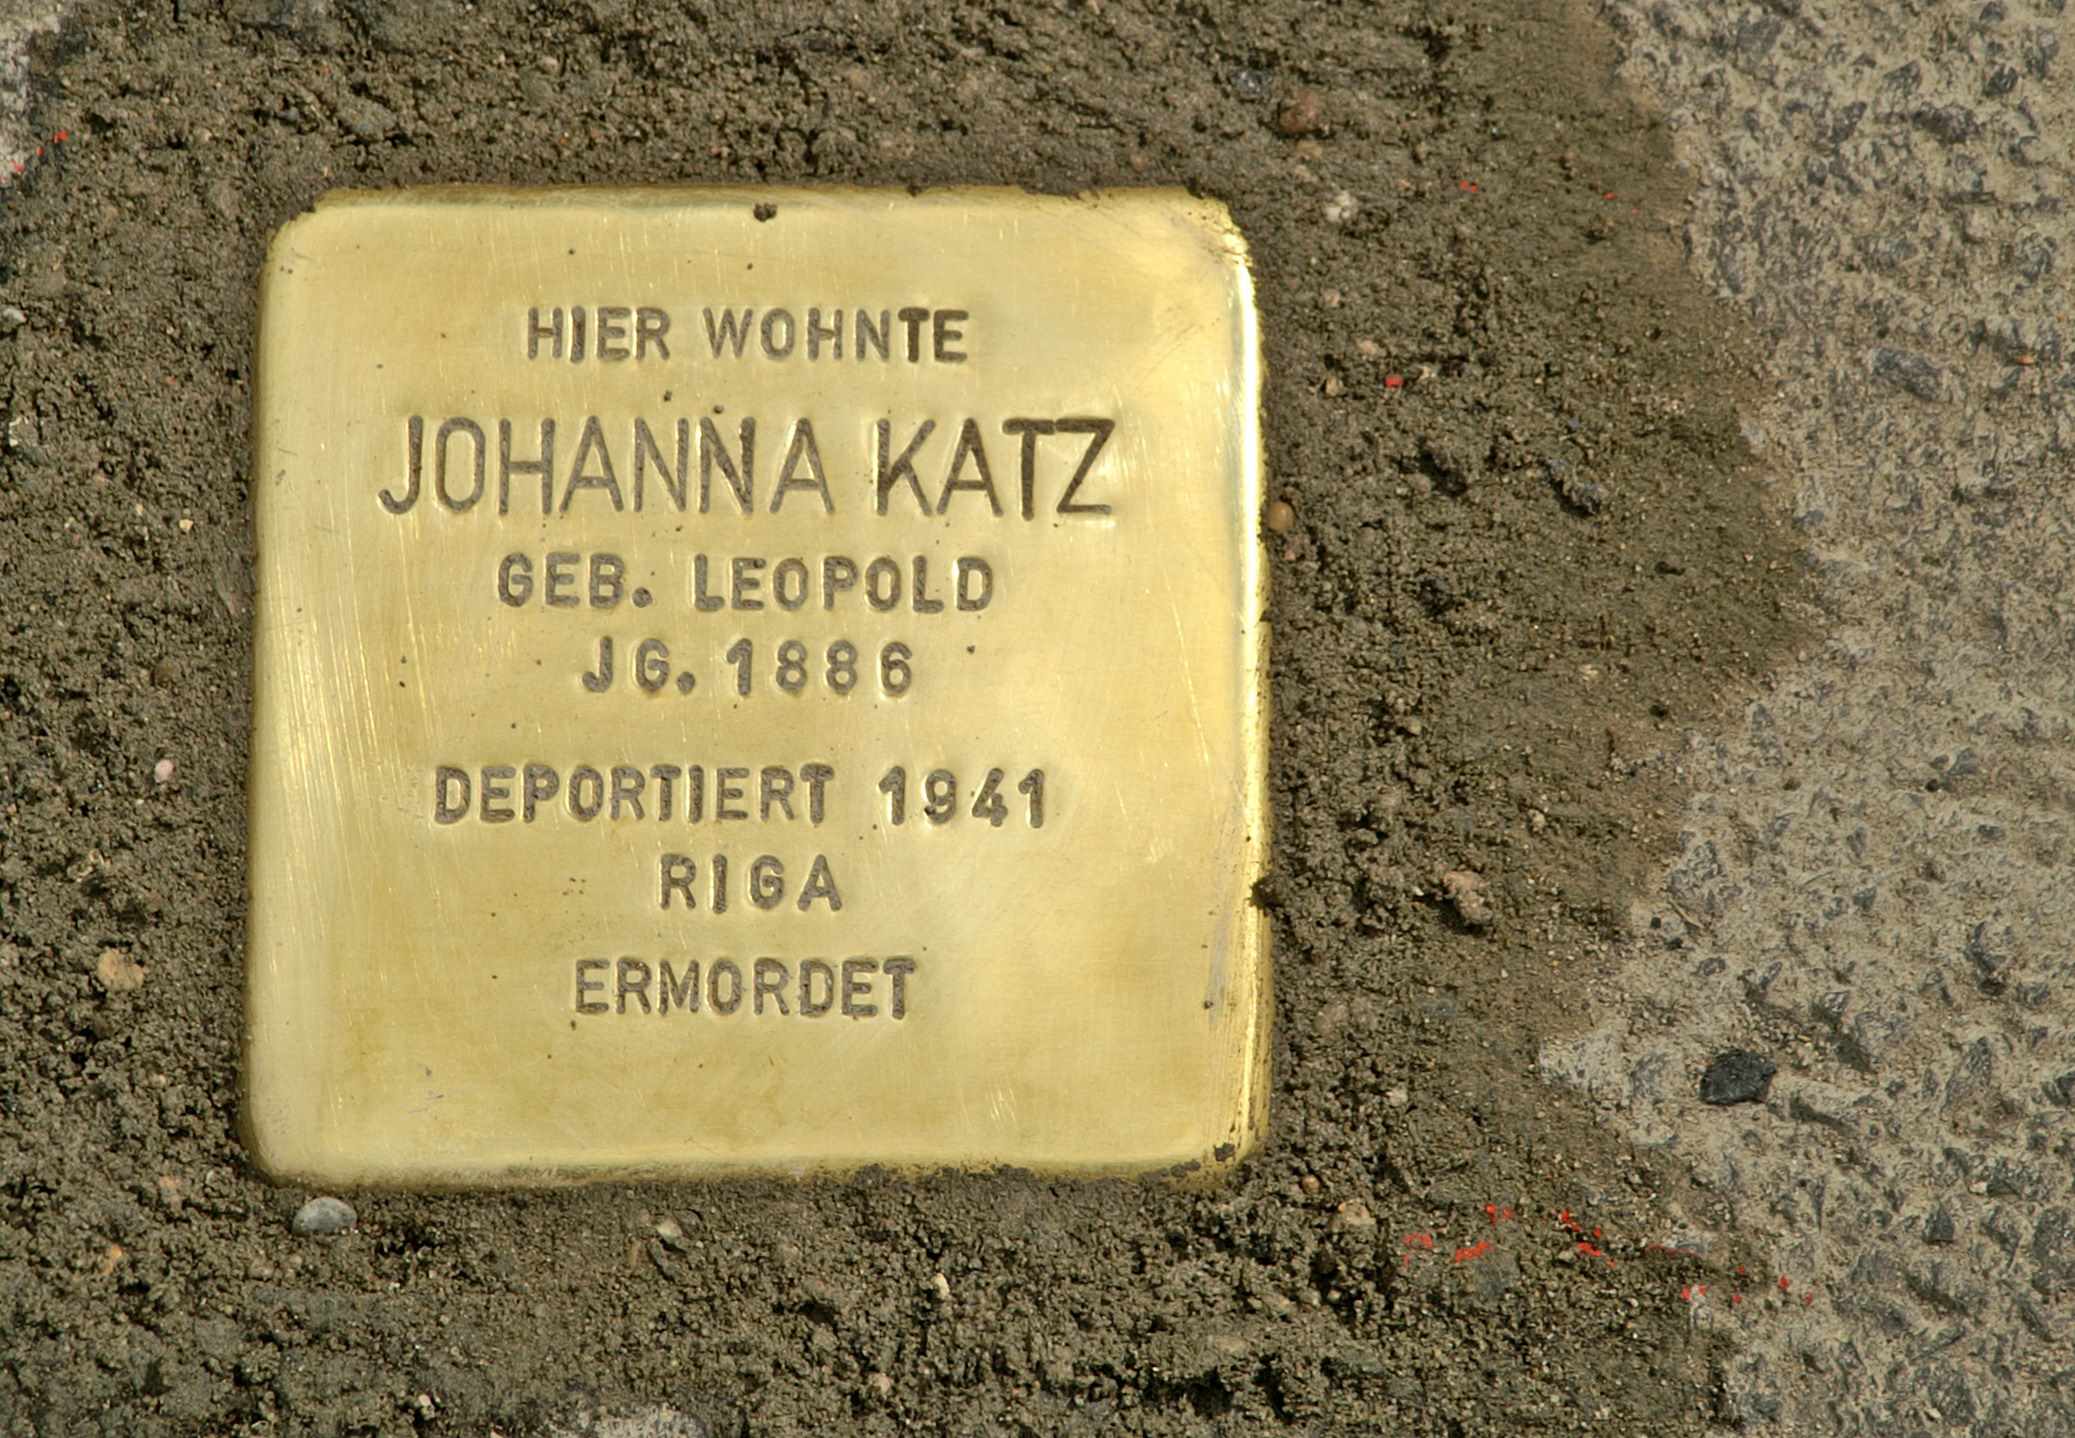 HIER WOHNTE
JOHANNA KATZ
GEB. LEOPOLD
JG. 1886
DEPORTIERT 1941
RIGA
ERMORDET